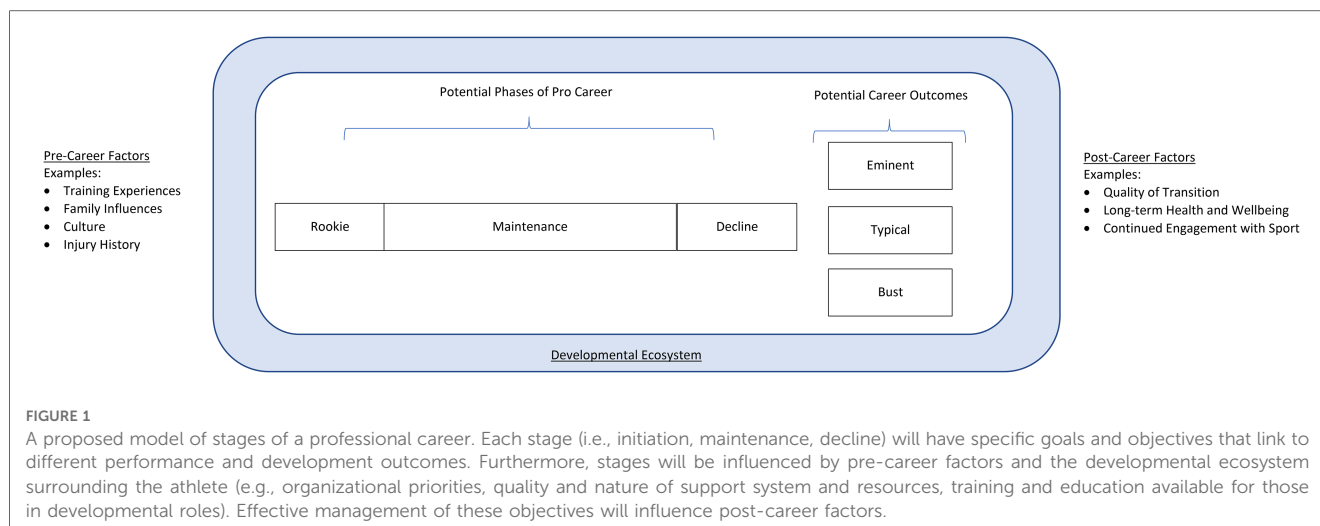 Potential Phases of Pro Career
Potential Career Outcomes
Pre-Career Factors
Examples:
• Training Experiences
• Family Influences
• Culture
• Injury History
Rookie
Maintenance
Decline
Eminent
Typical
Bust
Post-Career Factors
Examples:
• Quality of Transition
• Long-term Health and Wellbeing
• Continued Engagement with Sport
Developmental Ecosystem
FIGURE 1
A proposed model of stages of a professional career. Each stage (i.e., initiation, maintenance, decline) will have specific goals and objectives that link to
different performance and development outcomes. Furthermore, stages will be influenced by pre-career factors and the developmental ecosystem
surrounding the athlete (e.g., organizational priorities, quality and nature of support system and resources, training and education available for those
in developmental roles). Effective management of these objectives will influence post-career factors.